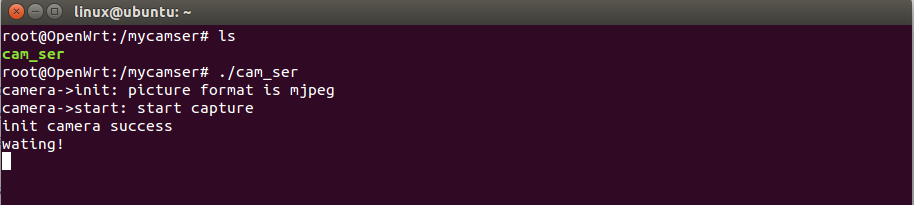 linux@ubuntu: ~
root@OpenWrt:/mycamser# ls
cam_ser
root@OpenWrt:/mycamser# ./cam_ser
camera->init: picture format is mjpeg
camera->start: start capture
init camera success
wating!